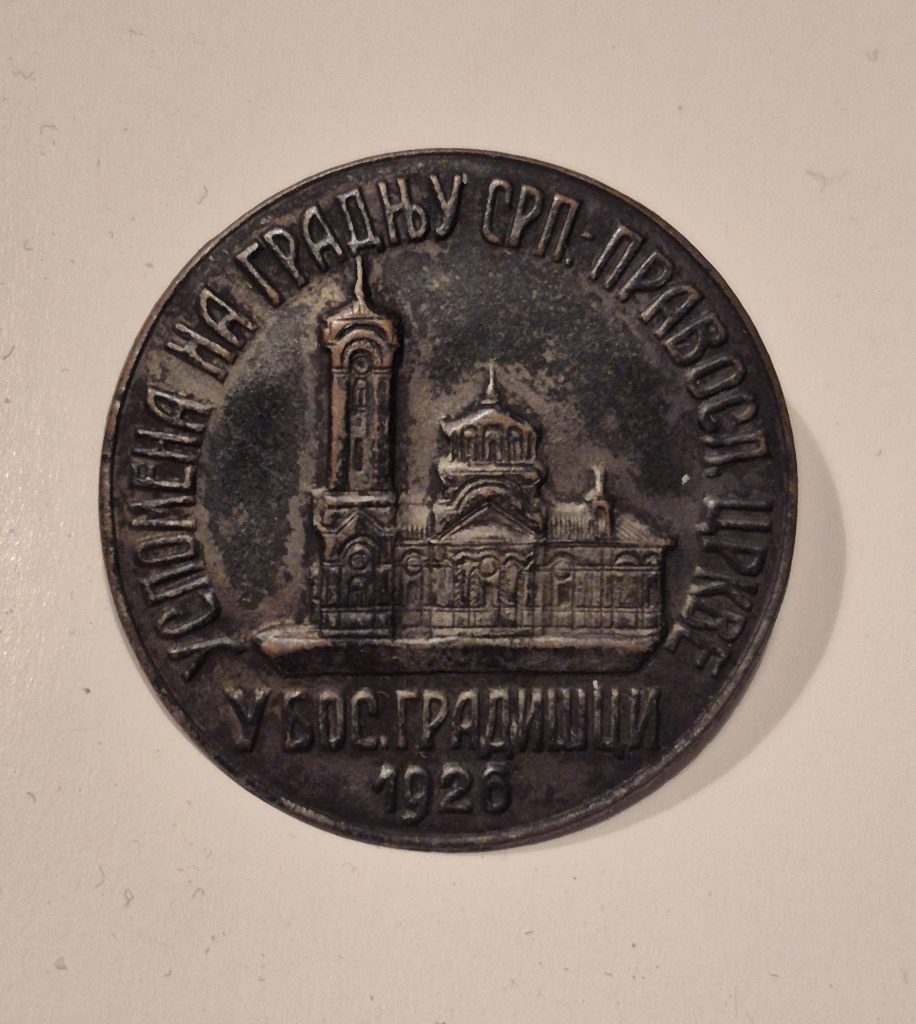 УСПОМЕНА НА ГРАДЊУ СРП.-ПРАВОСЛ. ЦРКВЕ
У БОС. ГРАДИШЦИ
1926